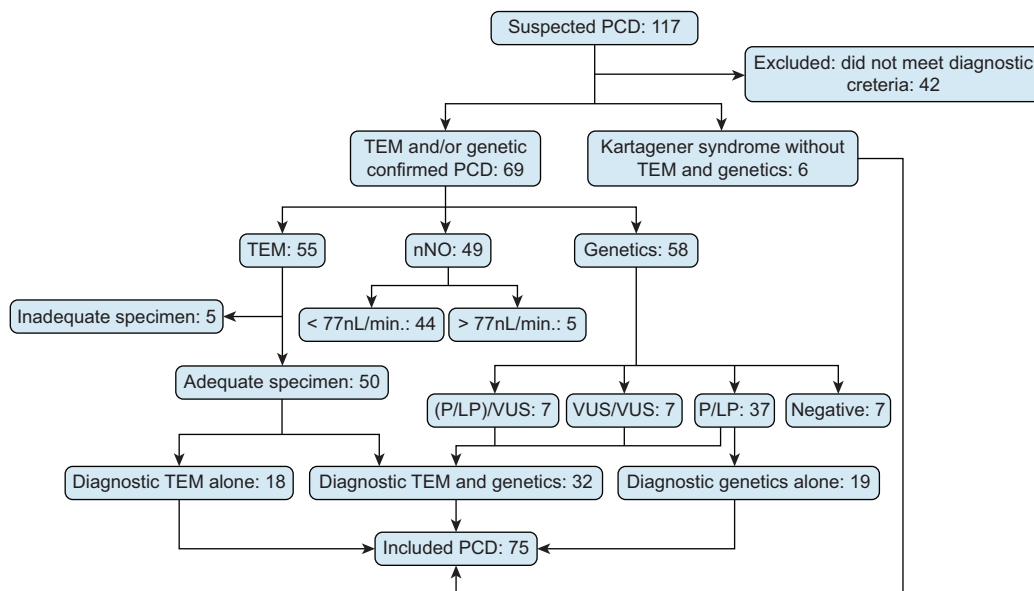 Suspected PCD: 117
Excluded: did not meet diagnostic
creteria: 42
TEM and/or genetic
confirmed PCD: 69
Kartagener syndrome without
TEM and genetics: 6
TEM: 55
nNO: 49
Genetics: 58
Inadequate specimen: 5
< 77nL/min.: 44
> 77nL/min.: 5
Adequate specimen: 50
(P/LP)/VUS: 7
VUS/VUS: 7
P/LP: 37
Negative: 7
Diagnostic TEM alone: 18
Diagnostic TEM and genetics: 32
Diagnostic genetics alone: 19
Included PCD: 75